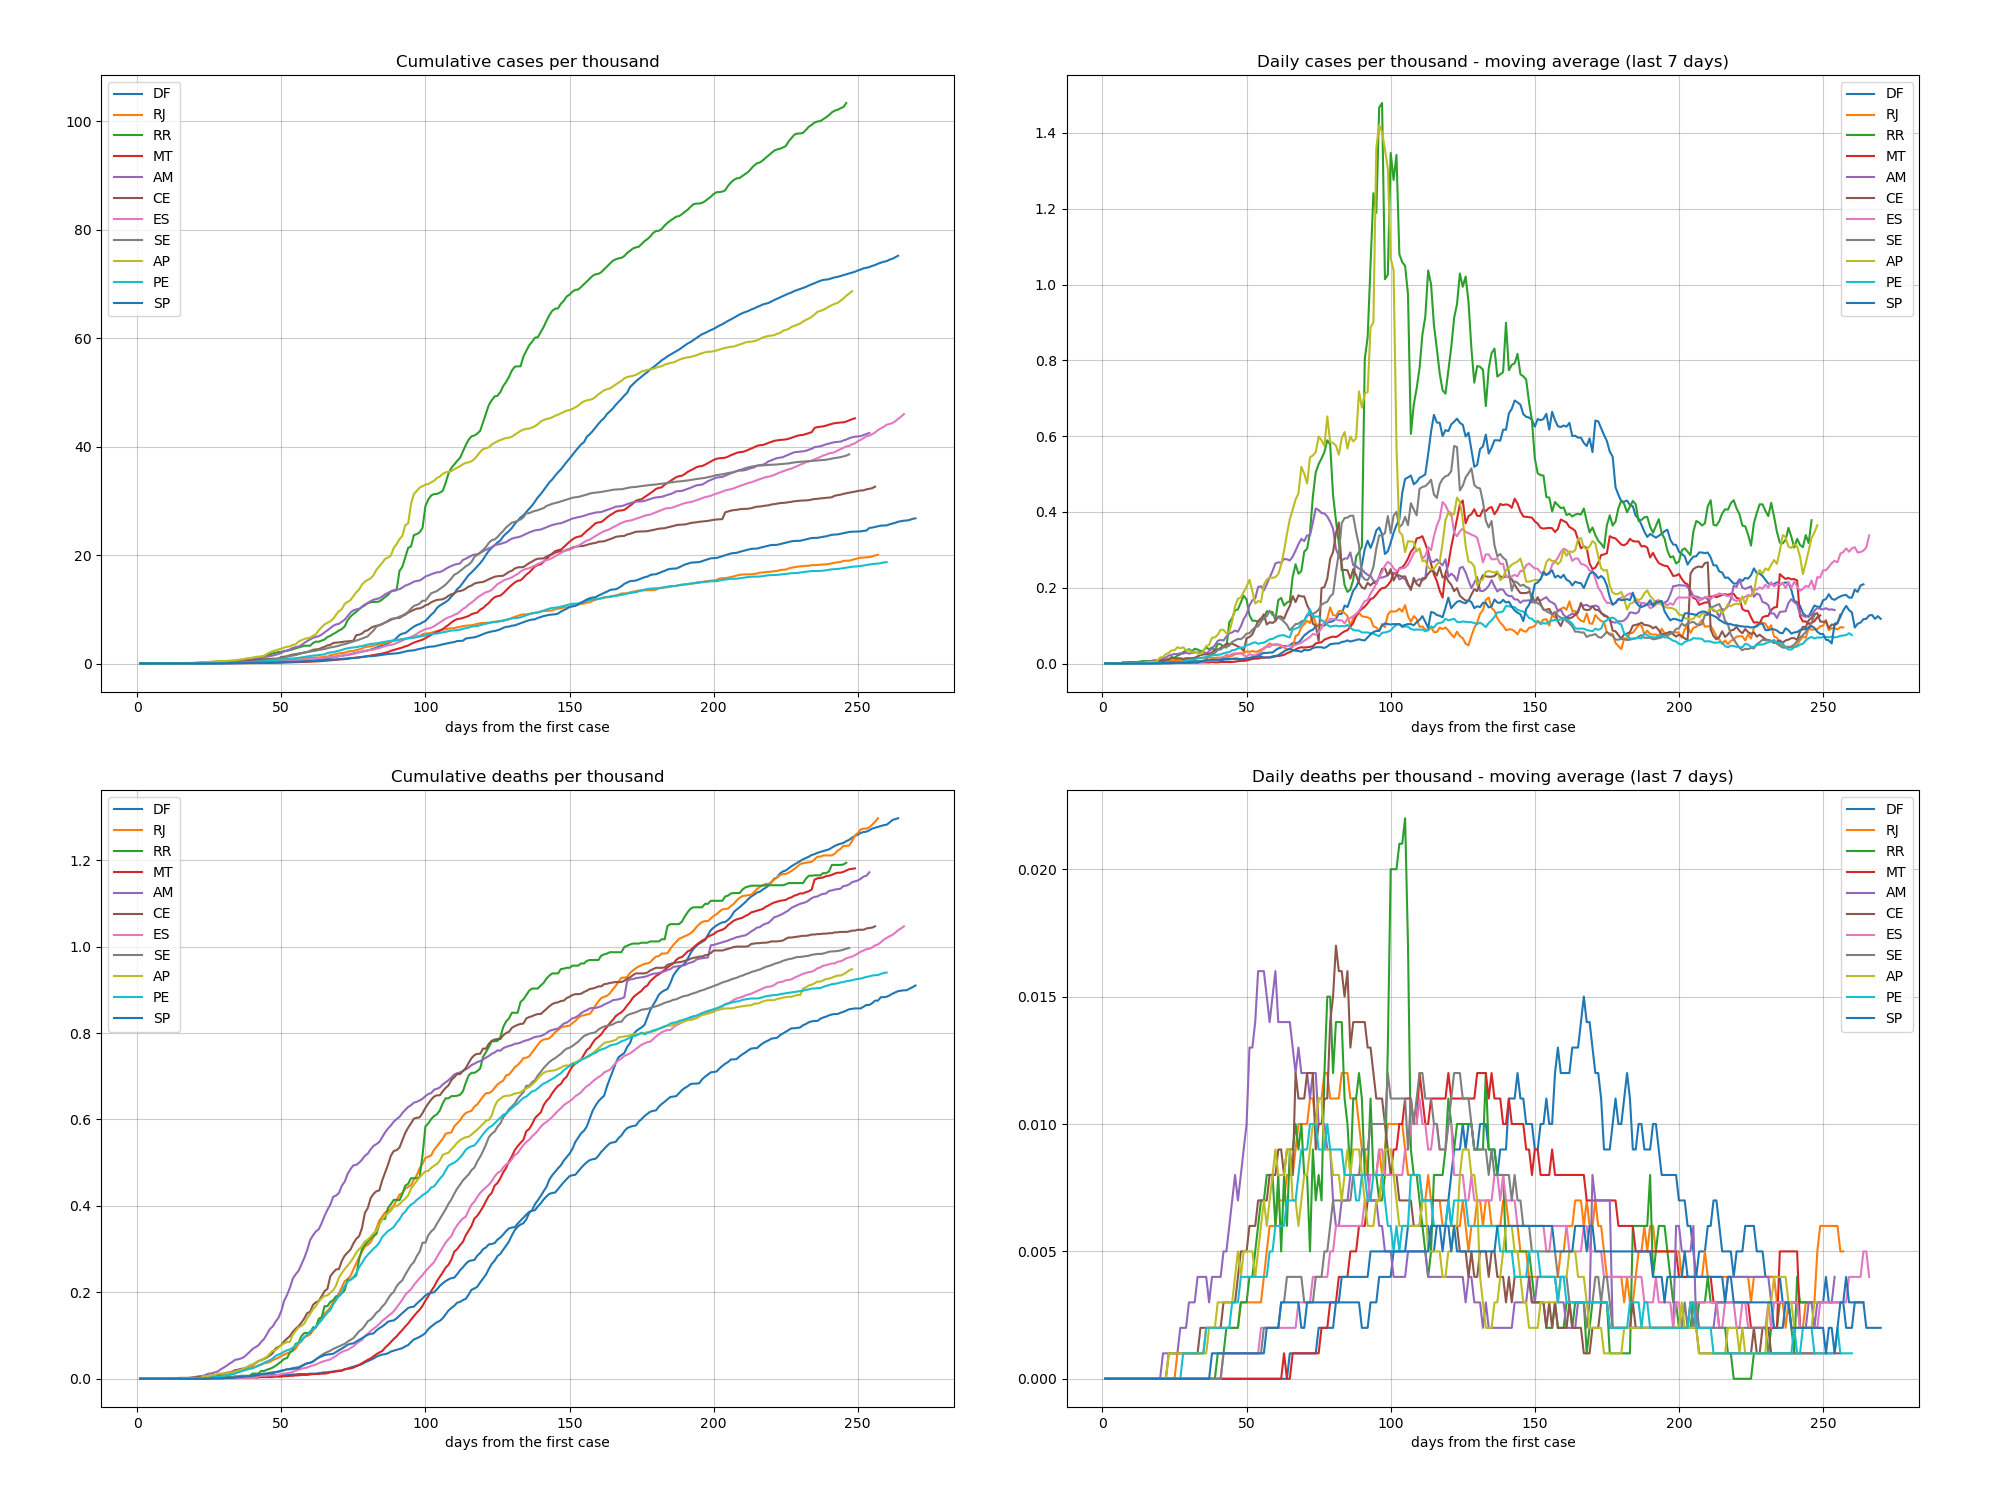 Cumulative cases per thousand
DF
RJ
RR
MT
AM
CE
ES
SE
AP
PE
SP
100
80
60
40
20
0
0 50 100 150 200 250
days from the first case
Daily cases per thousand - moving average (last 7 days)
DF
RJ
RR
MT
AM
CE
ES
SE
AP
PE
SP
1.4
1.2
1.0
0.8
0.6
0.4
0.2
0.0
0 50 100 150 200 250
days from the first case
Cumulative deaths per thousand
DF
RJ
RR
MT
AM
CE
ES
SE
AP
PE
SP
1.2
1.0
0.8
0.6
0.4
0.2
0.0
0 50 100 150 200 250
days from the first case
Daily deaths per thousand - moving average (last 7 days)
DF
RJ
RR
MT
AM
CE
ES
SE
AP
PE
SP
0.020
0.015
0.010
0.005
0.000
0 50 100 150 200 250
days from the first case